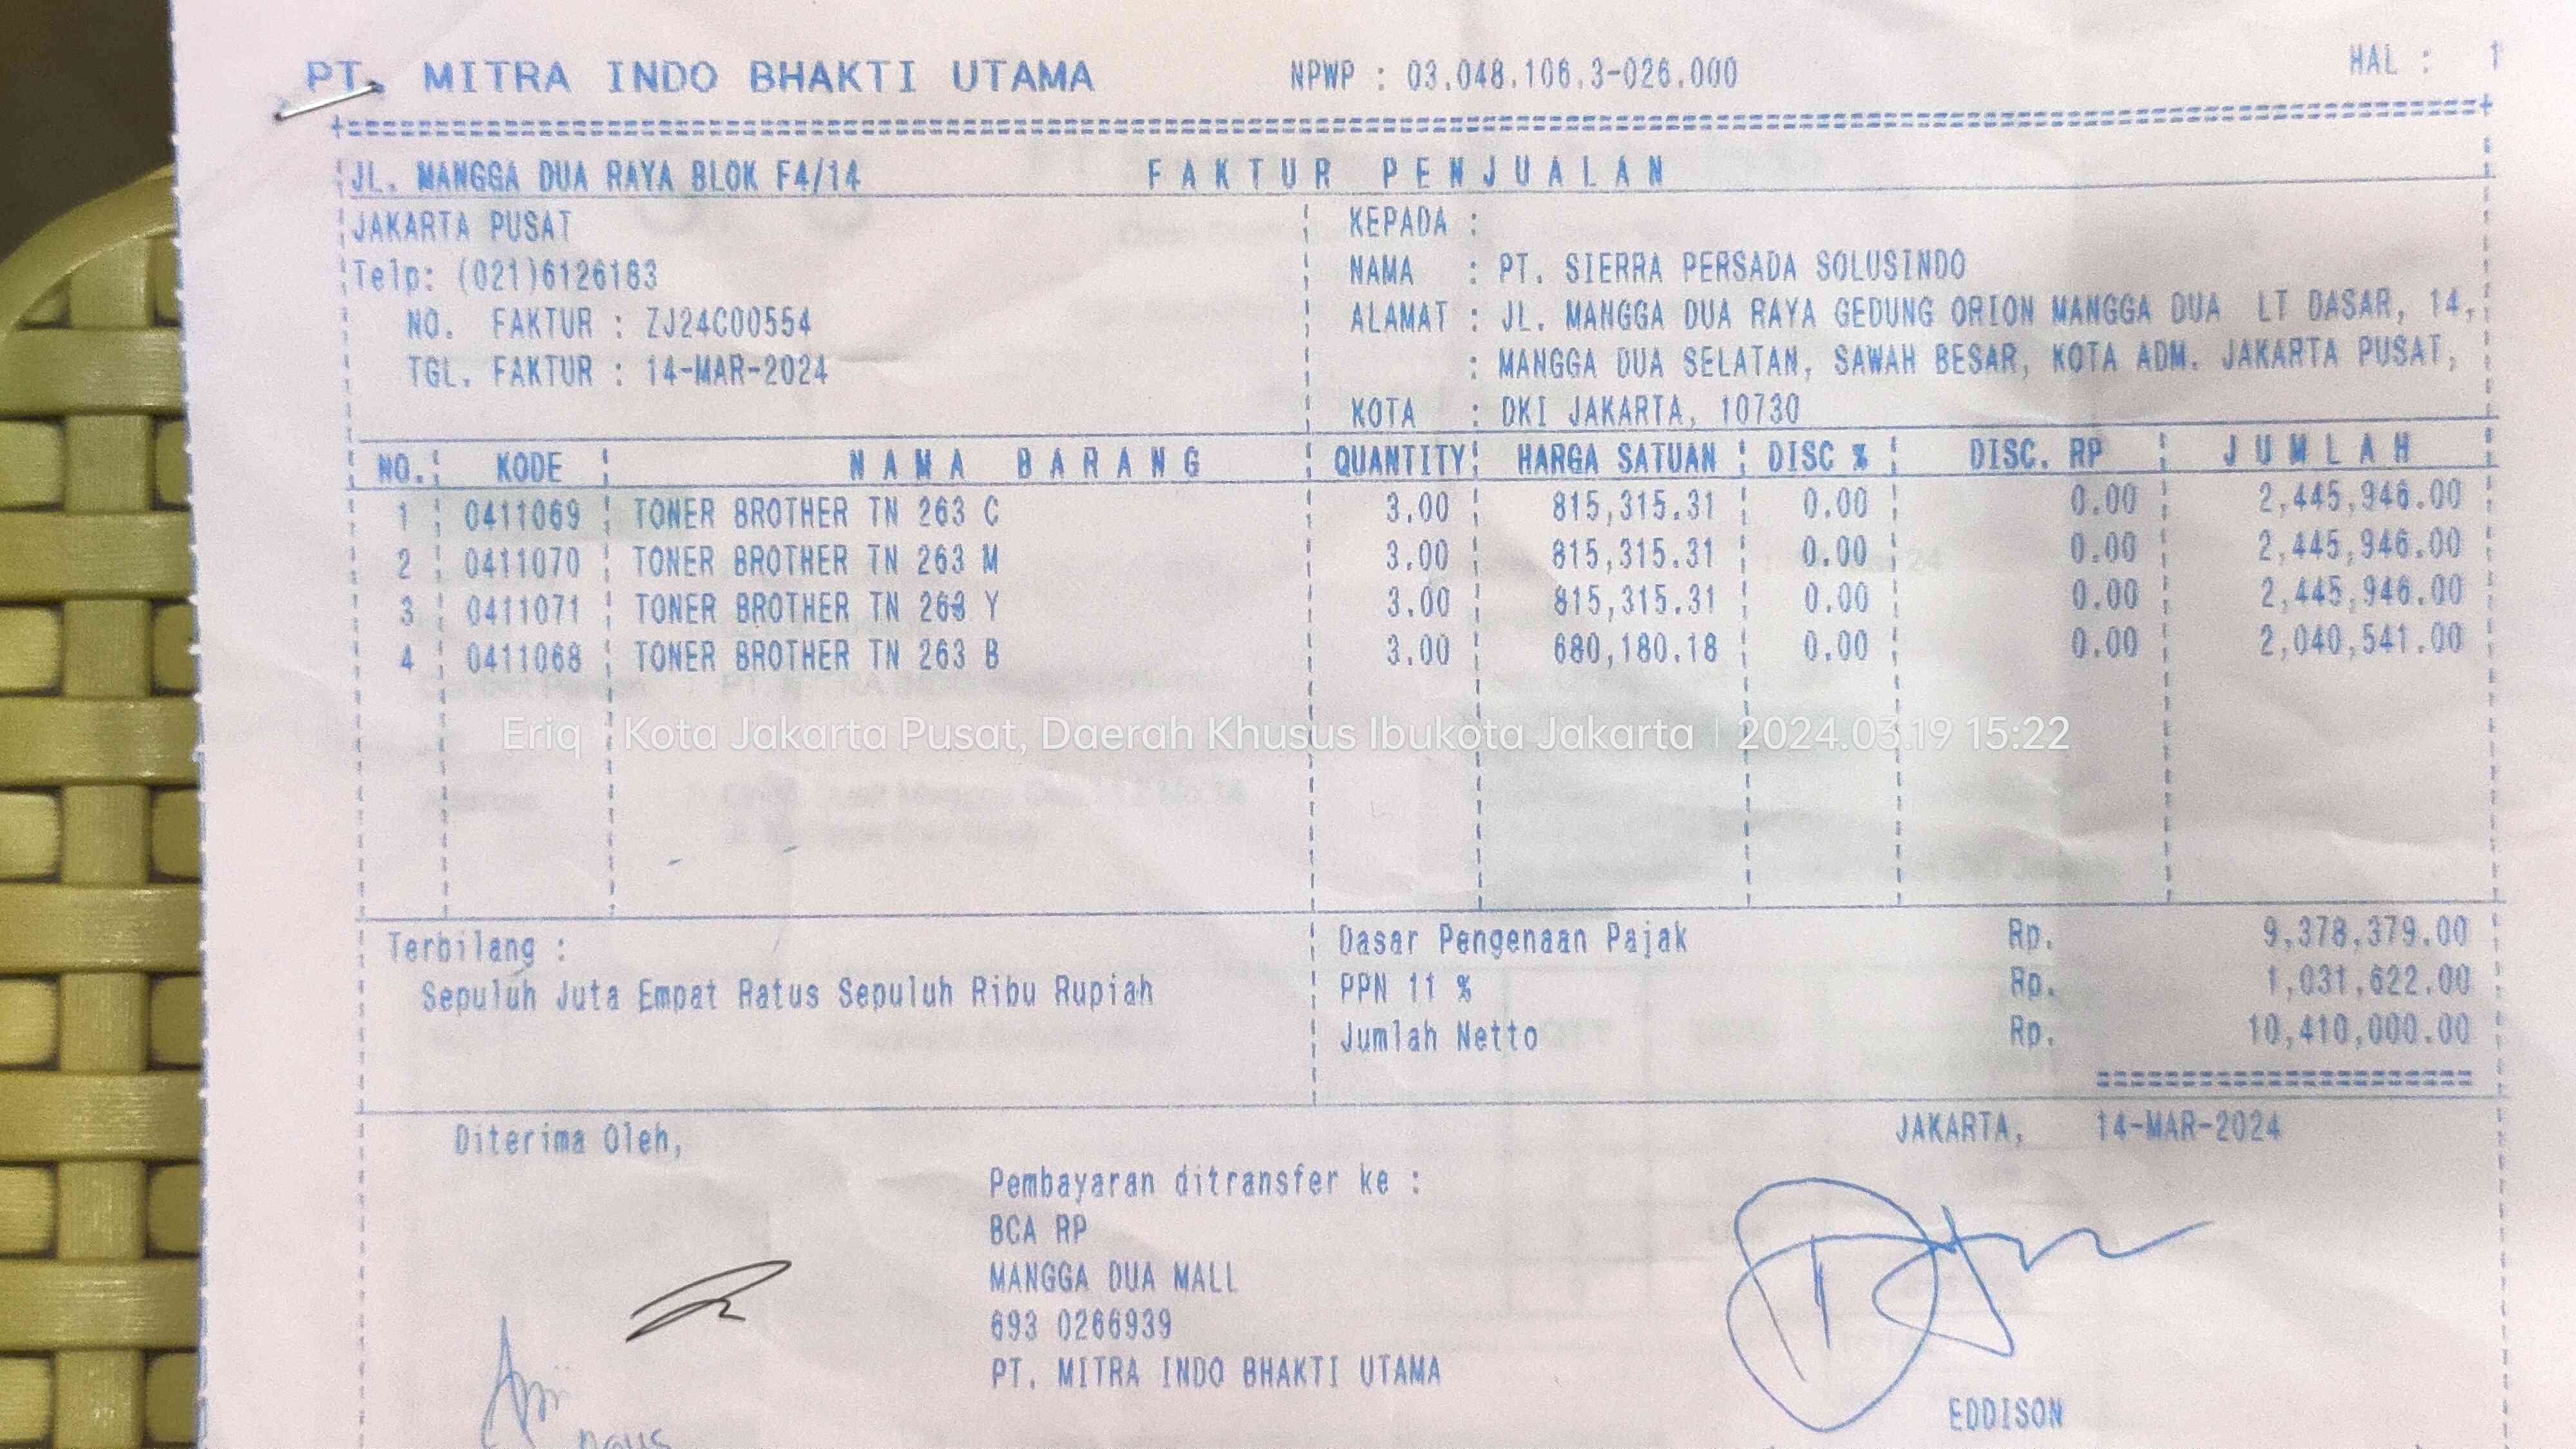 PT. MITRA INDO BHAKTI UTAMA NPWP : 03.048.106.3-026.000 HAL : 1
JL. MANGGA DUA RAYA BLOK F4/14 FAKTUR PENJUALAN
JAKARTA PUSAT KEPADA :
Telp: (021)6126183 NAMA : PT. SIERRA PERSADA SOLUSINDO
NO. FAKTUR : ZJ24C00554 ALAMAT : JL. MANGGA DUA RAYA GEDUNG ORION MANGGA DUA LT DASAR, 14,
TGL. FAKTUR : 14-MAR-2024 : MANGGA DUA SELATAN, SAWAH BESAR, KOTA ADM. JAKARTA PUSAT,
KOTA : DKI JAKARTA, 10730
NO. KODE NAMA BARANG QUANTITY HARGA SATUAN DISC % DISC. RP JUMLAH
1 0411069 TONER BROTHER TN 263 C 3.00 815,315.31 0.00 0.00 2,445,946.00
2 0411070 TONER BROTHER TN 263 M 3.00 815,315.31 0.00 0.00 2,445,946.00
3 0411071 TONER BROTHER TN 263 Y 3.00 815,315.31 0.00 0.00 2,445,946.00
4 0411068 TONER BROTHER TN 263 B 3.00 680,180.18 0.00 0.00 2,040,541.00
Eriq | Kota Jakarta Pusat, Daerah Khusus Ibukota Jakarta | 2024.03.19 15:22
Terbilang : Dasar Pengenaan Pajak Rp. 9,378,379.00
Sepuluh Juta Empat Ratus Sepuluh Ribu Rupiah PPN 11 % Rp. 1,031,622.00
Jumlah Netto Rp. 10,410,000.00
Diterima Oleh, JAKARTA, 14-MAR-2024
Pembayaran ditransfer ke :
BCA RP
MANGGA DUA MALL
693 0266939
PT. MITRA INDO BHAKTI UTAMA
EDDISON